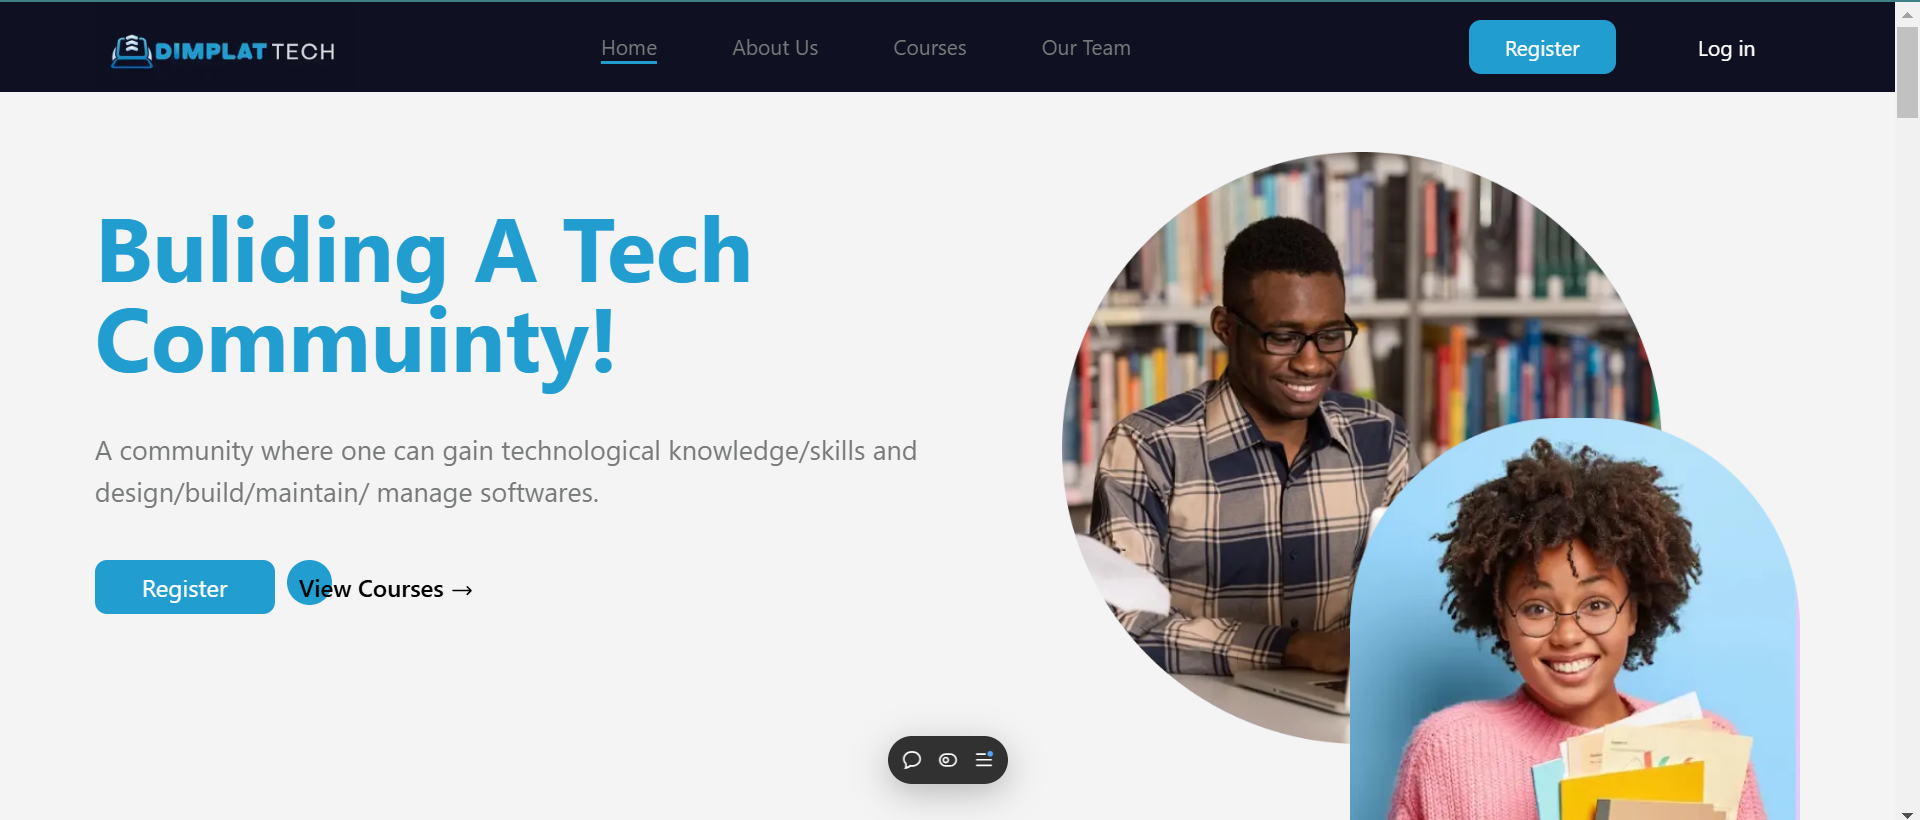 DIMPLAT TECH
Home About Us Courses Our Team Register Log in
Buliding A Tech
Commuinty!
A community where one can gain technological knowledge/skills and
design/build/maintain/ manage softwares.
Register View Courses →